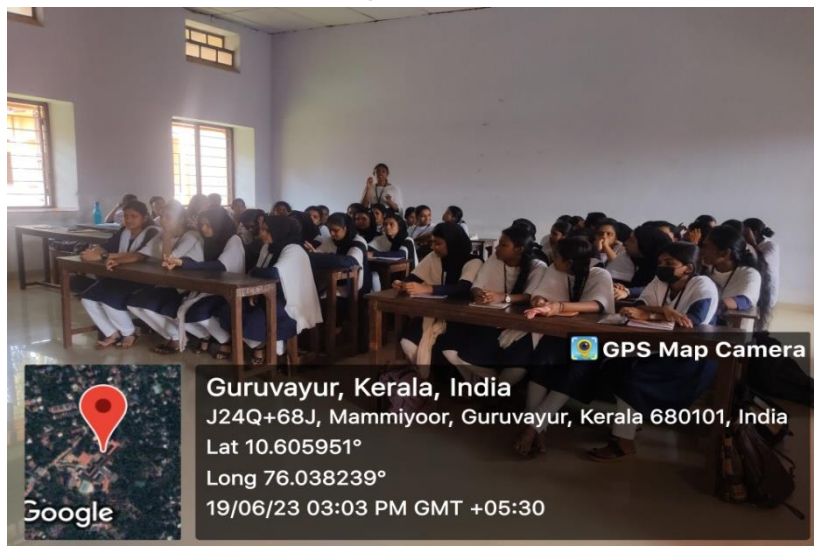 GPS Map Camera
Guruvayur, Kerala, India
J24Q+68J, Mammiyoor, Guruvayur, Kerala 680101, India
Lat 10.605951°
Long 76.038239°
19/06/23 03:03 PM GMT +05:30
Google